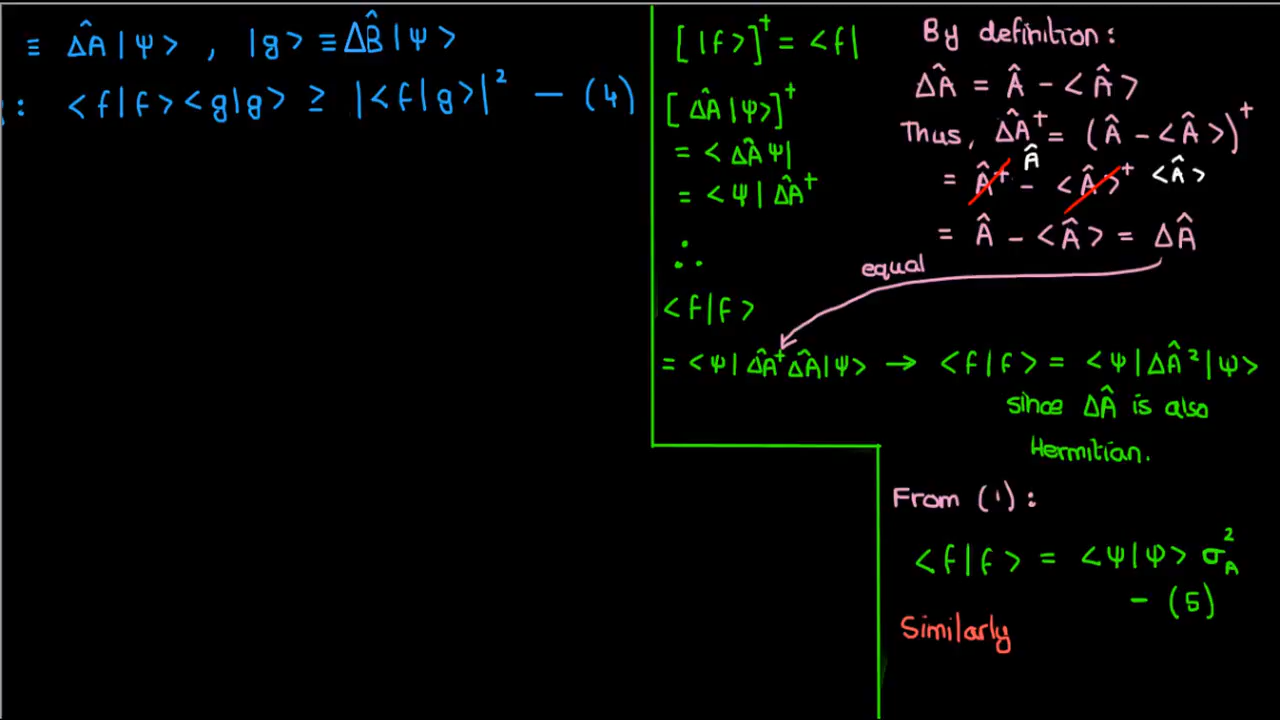 ≡ ΔÂ|Ψ> , |g> ≡ ΔB̂|Ψ>
: <f|f><g|g> ≥ |<f|g>|² — (4)
[|f>]† = <f|
[ΔÂ|Ψ>]†
= <ΔÂΨ|
= <Ψ|ΔÂ†
∴
<f|f>
= <Ψ|ΔÂ†ΔÂ|Ψ> → <f|f> = <Ψ|ΔÂ²|Ψ>
since ΔÂ is also
Hermitian.
By definition:
ΔÂ = Â - <Â>
Thus, ΔÂ† = (Â - <Â>)†
= Â† Â - <Â>† <Â>
= Â - <Â> = ΔÂ
equal
From (1):
<f|f> = <Ψ|Ψ> σ²_A
- (5)
Similarly